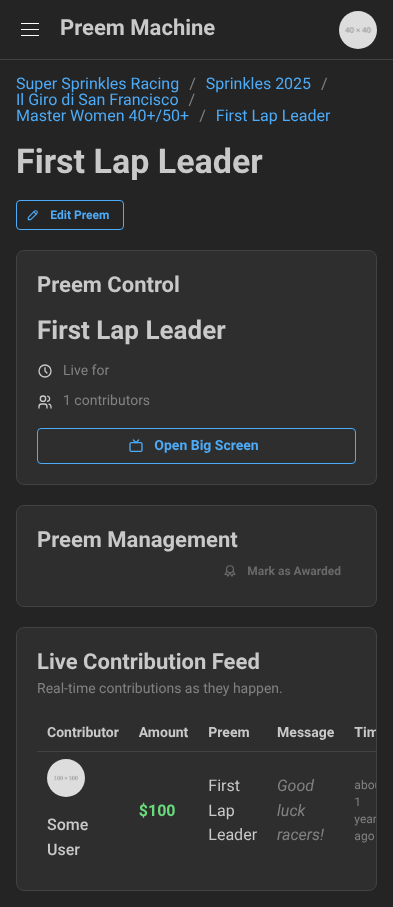 Preem Machine
40 × 40
Super Sprinkles Racing / Sprinkles 2025 /
Il Giro di San Francisco /
Master Women 40+/50+ / First Lap Leader
First Lap Leader
Edit Preem
Preem Control
First Lap Leader
Live for
1 contributors
Open Big Screen
Preem Management
Mark as Awarded
Live Contribution Feed
Real-time contributions as they happen.
Contributor Amount Preem Message Tim
100 × 100
Some
User
$100
First
Lap
Leader
Good
luck
racers!
abou
1
year
ago